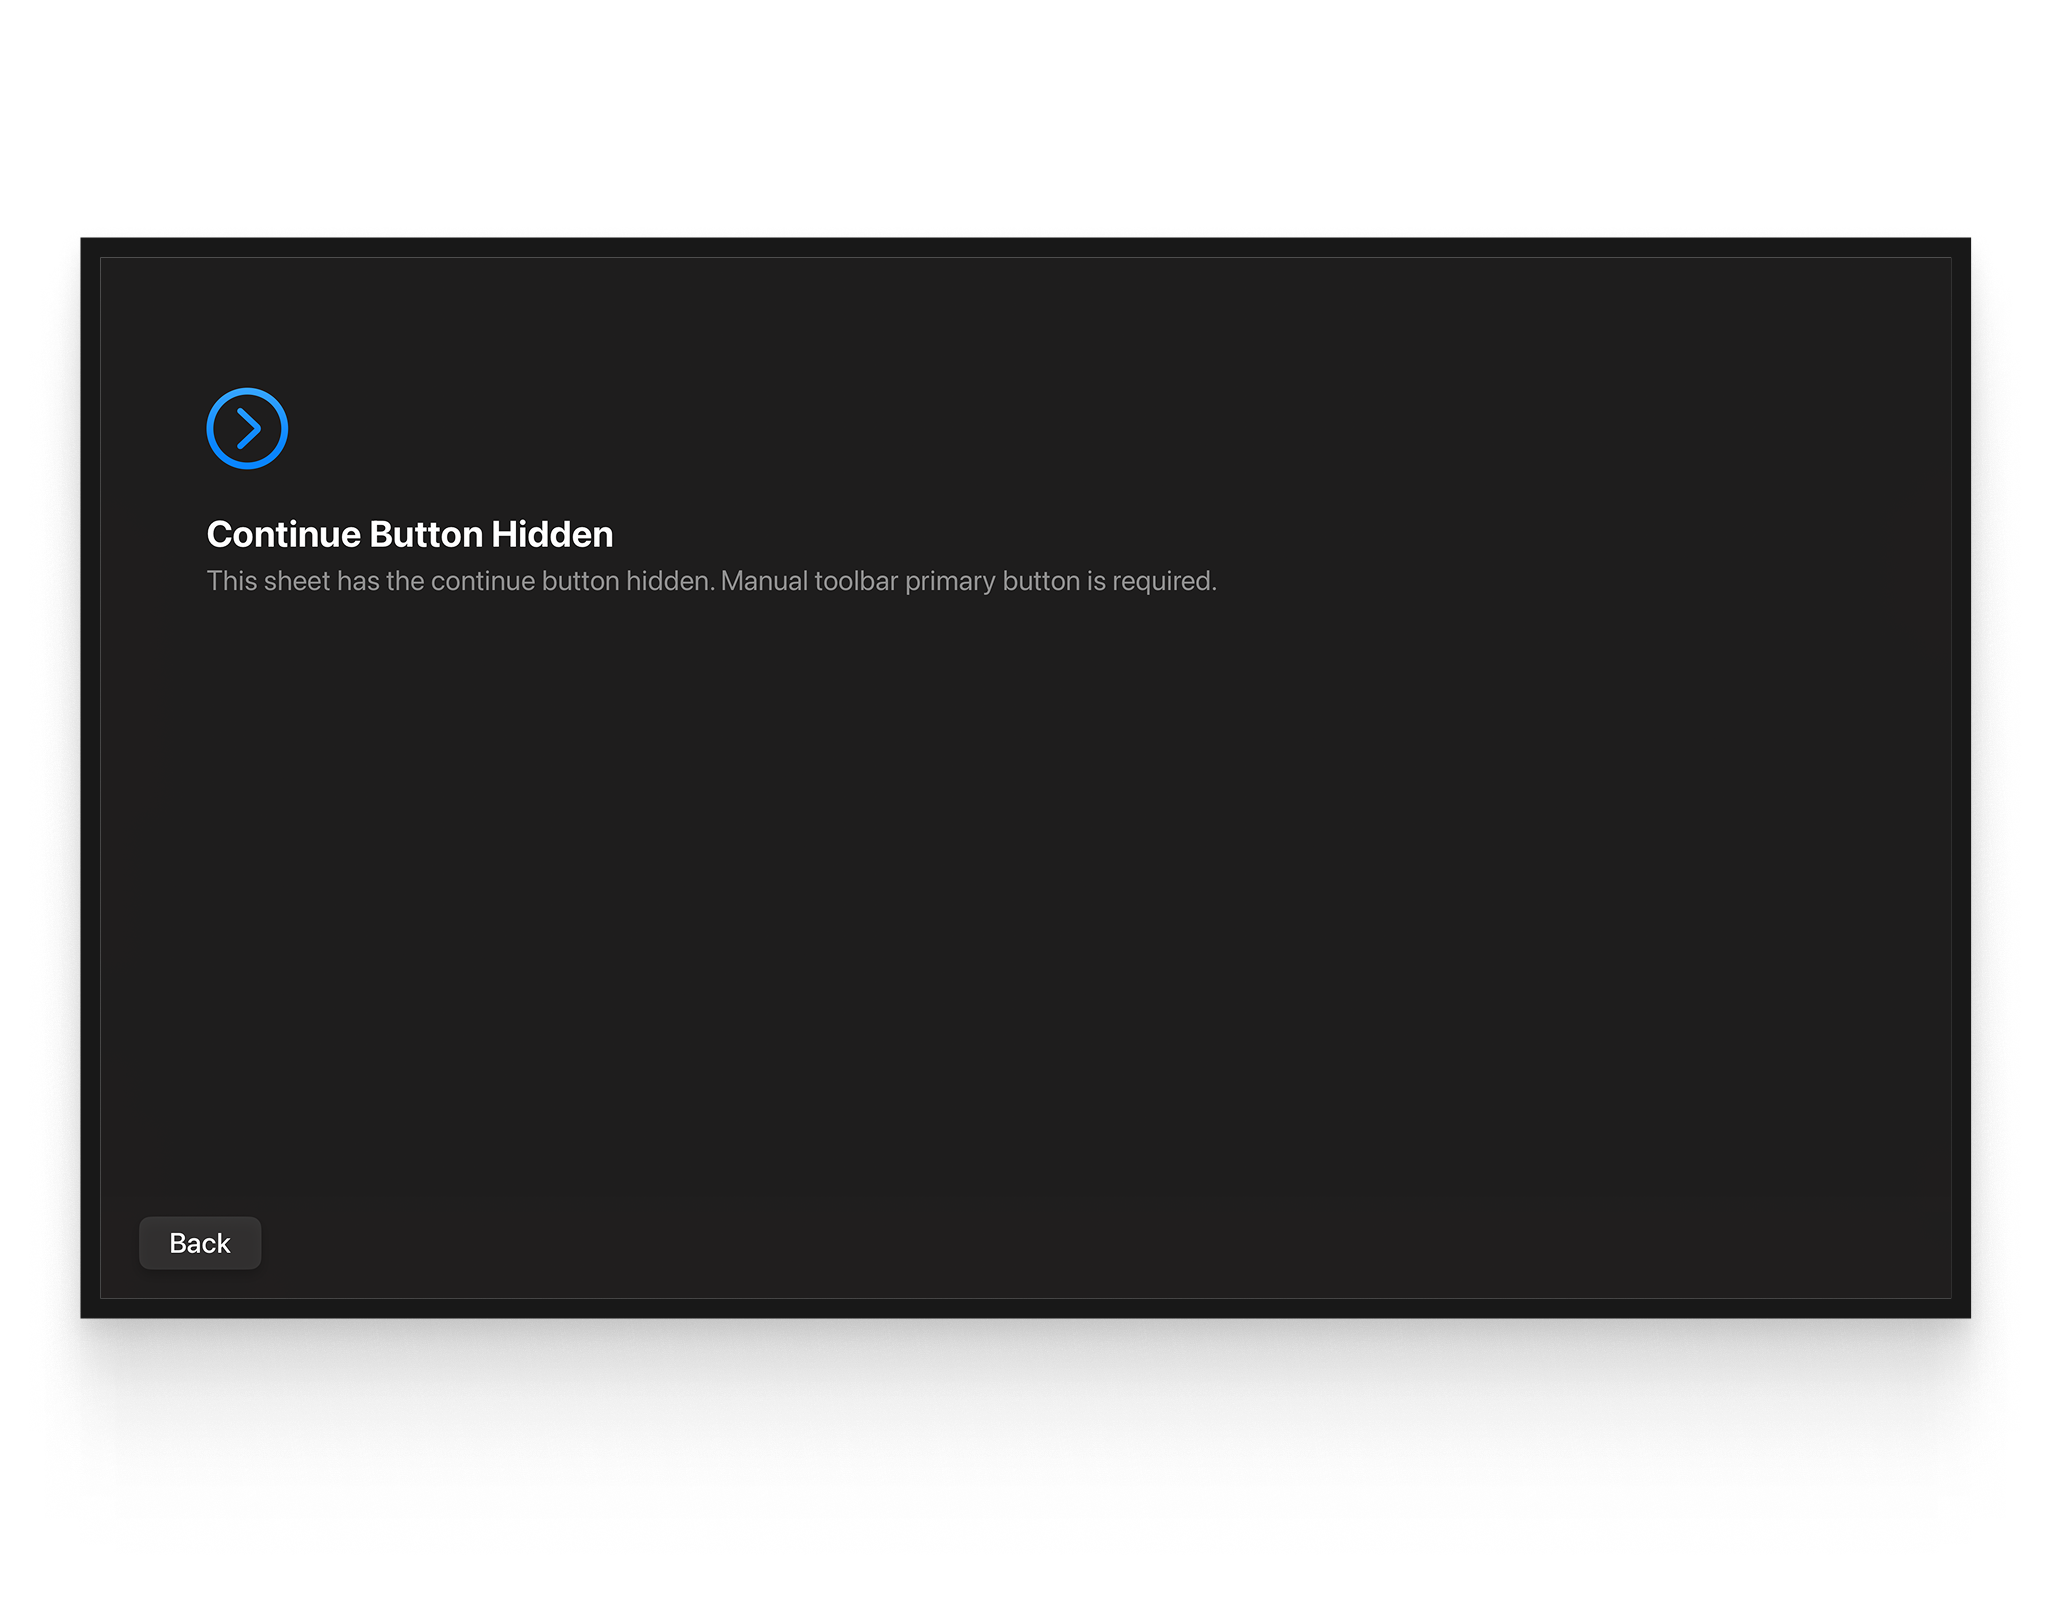 Continue Button Hidden
This sheet has the continue button hidden. Manual toolbar primary button is required.
Back